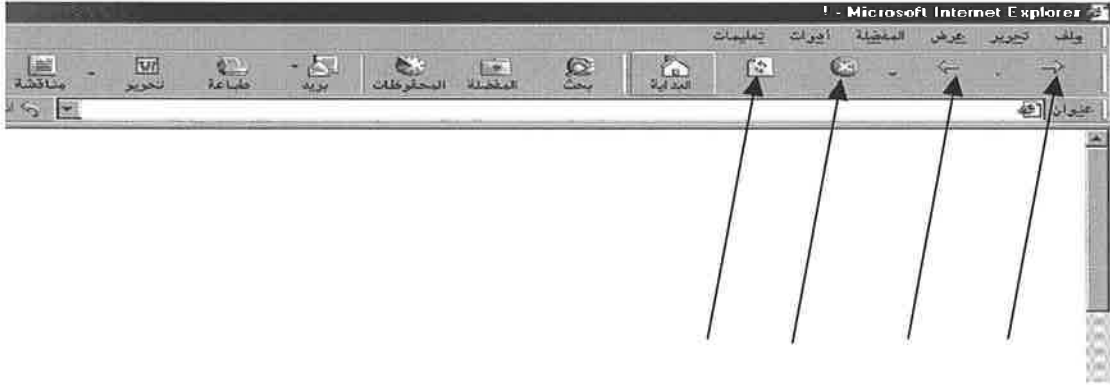 ! - Microsoft Internet Explorer
ملف تحرير عرض المفضلة أدوات تعليمات
البداية بحث المفضلة المحفوظات بريد طباعة تحرير مناقشة
عنوان